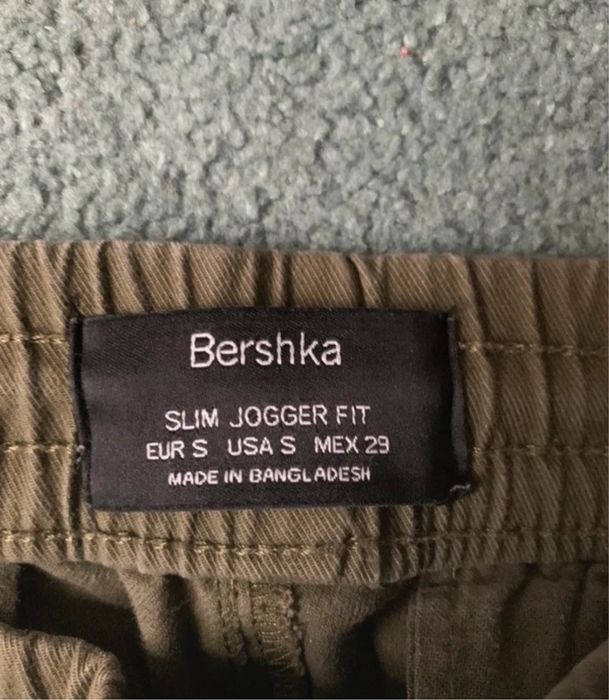 Bershka
SLIM JOGGER FIT
EUR S USA S MEX 29
MADE IN BANGLADESH